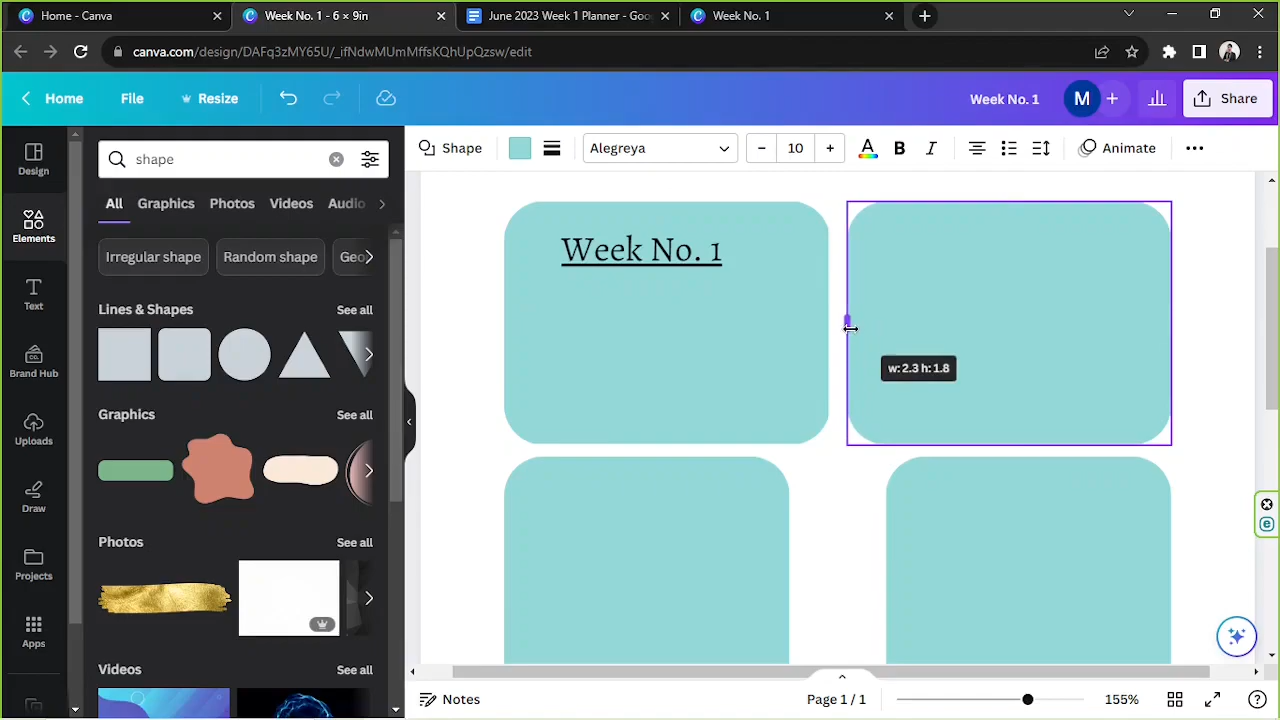 Home - Canva
Week No. 1 - 6 × 9in
June 2023 Week 1 Planner - Goo
Week No. 1
canva.com/design/DAFq3zMY65U/_ifNdwMUmMffsKQhUpQzsw/edit
Home
File
Resize
Week No. 1
M
Share
Design
Elements
Text
Brand Hub
Uploads
Draw
Projects
Apps
shape
All
Graphics
Photos
Videos
Audio
Irregular shape
Random shape
Geo
Lines & Shapes
See all
Graphics
See all
Photos
See all
Videos
See all
Shape
Alegreya
10
A
B
I
Animate
Week No. 1
w: 2.3 h: 1.8
Notes
Page 1 / 1
155%